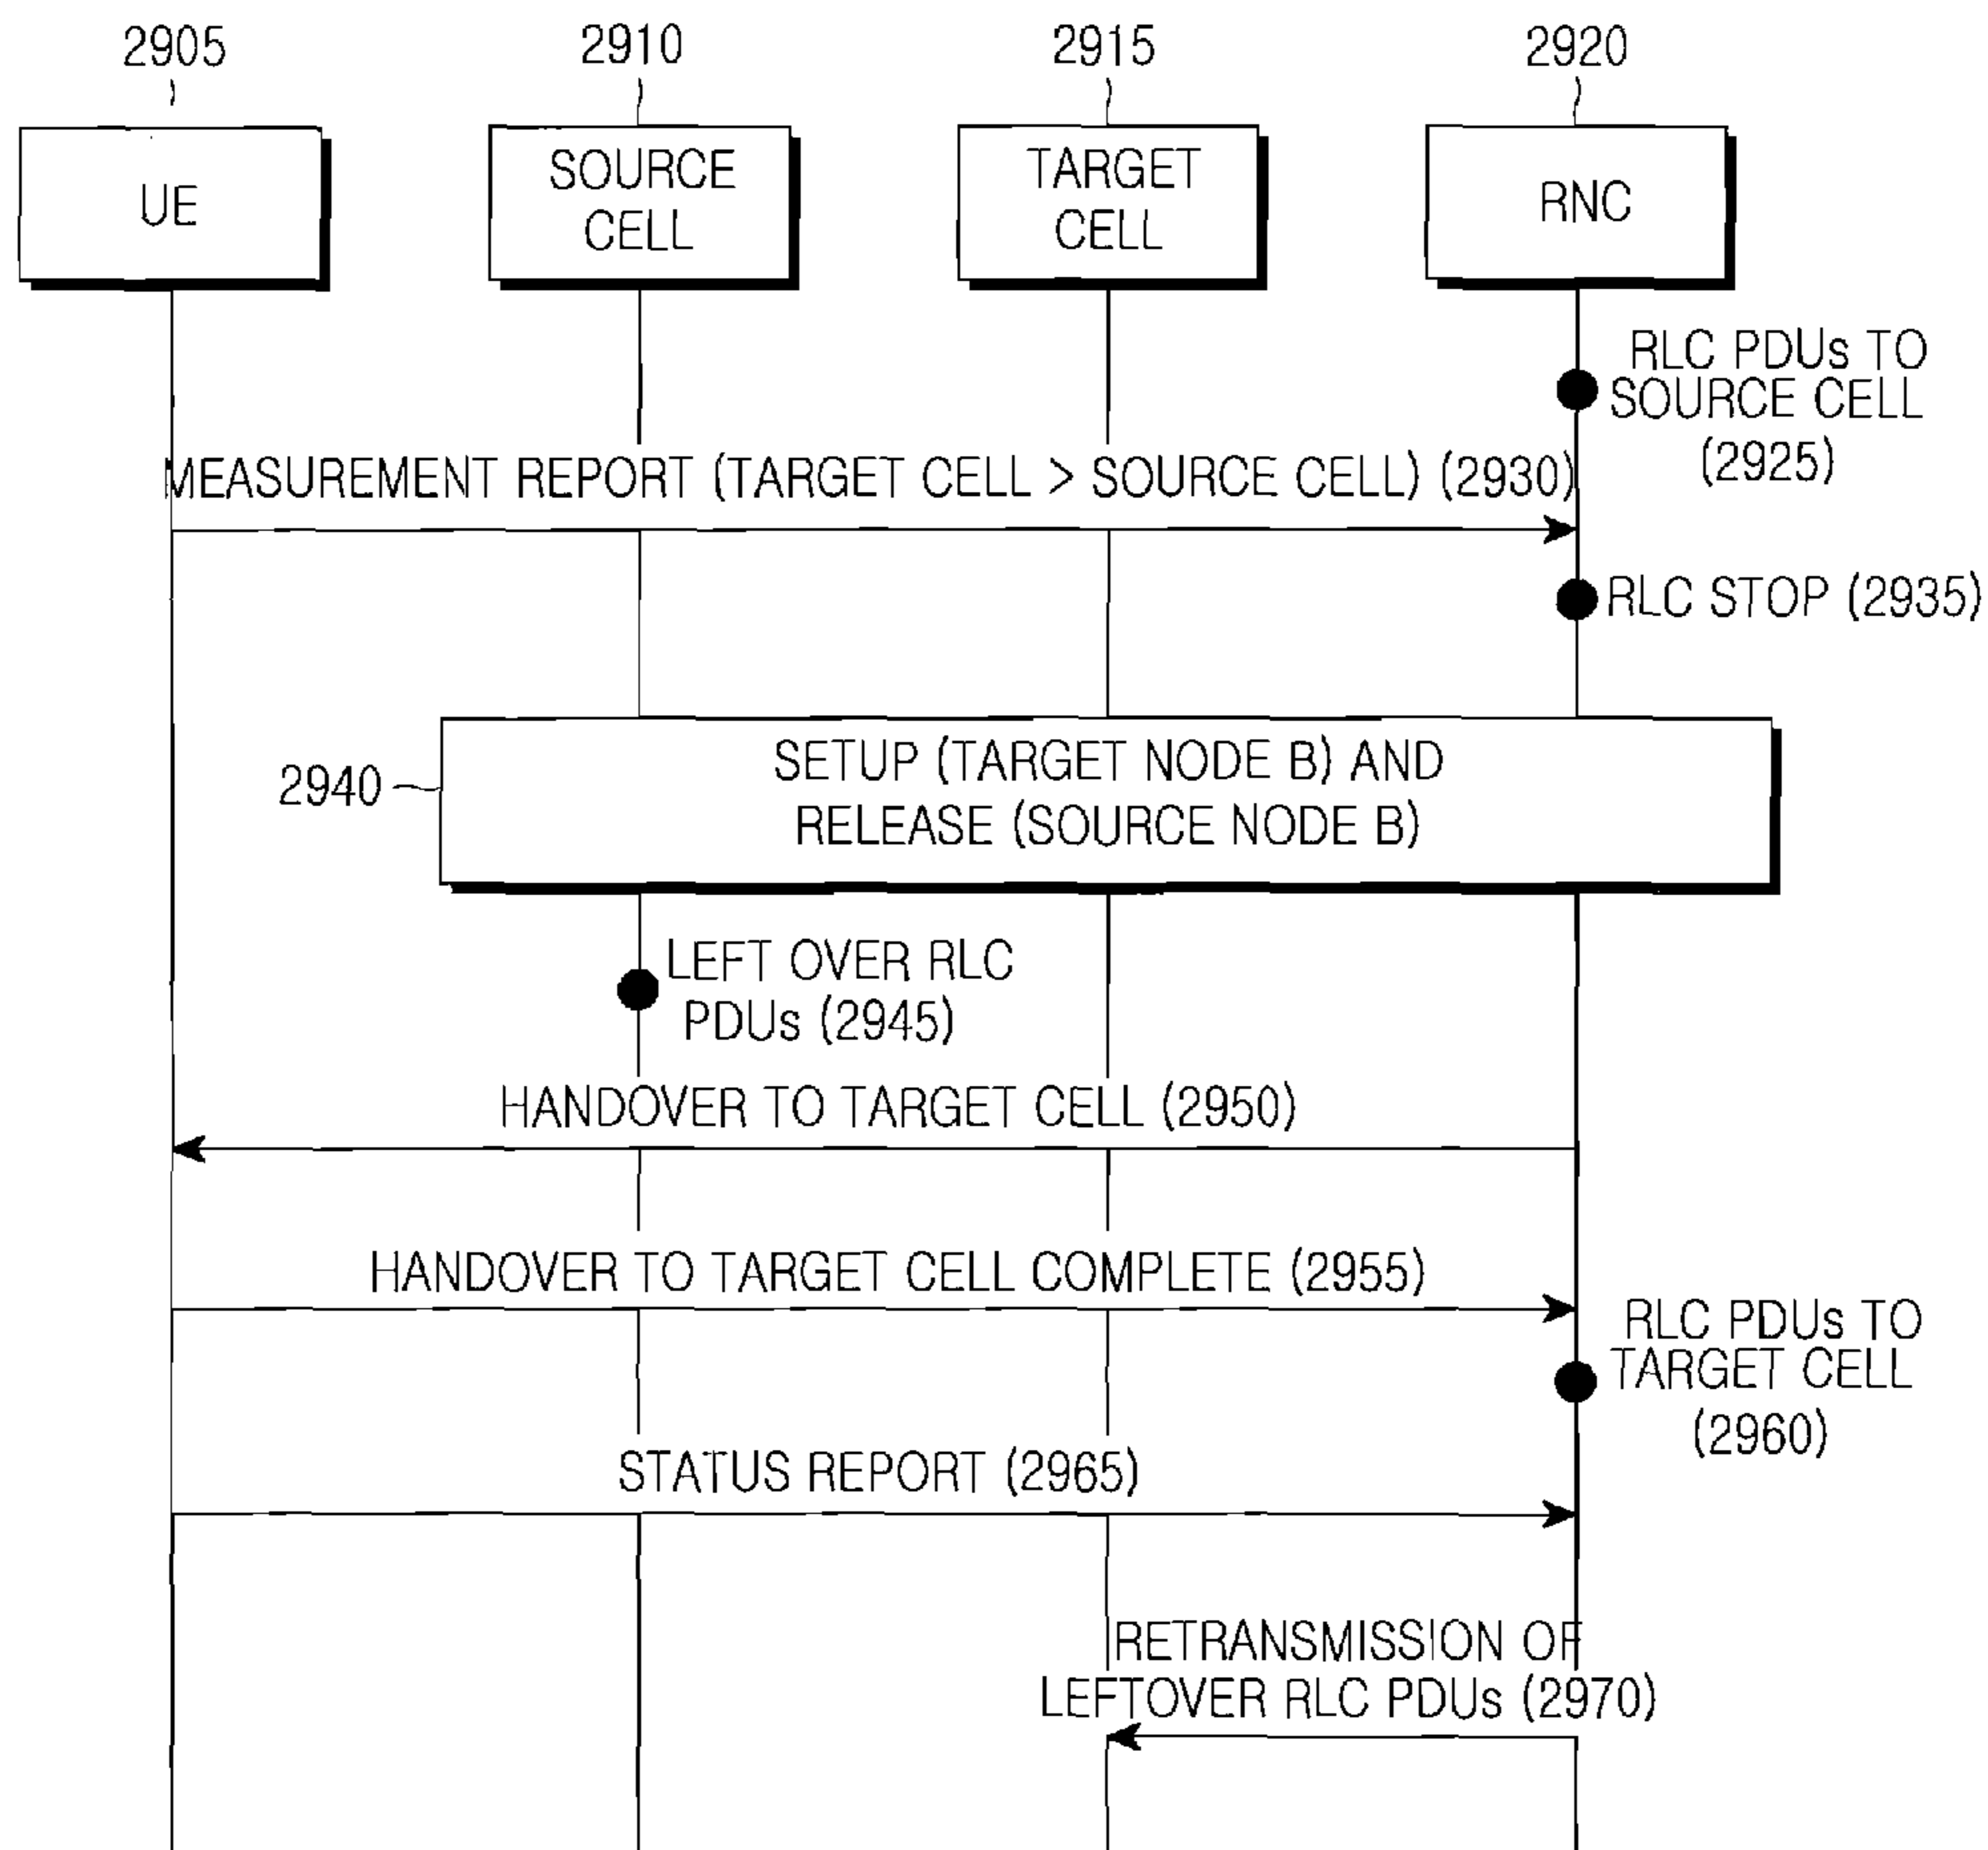 2905
2910
2915
2920
UE
SOURCE
CELL
TARGET
CELL
RNC
RLC PDUs TO
SOURCE CELL
(2925)
MEASUREMENT REPORT (TARGET CELL > SOURCE CELL) (2930)
RLC STOP (2935)
2940
SETUP (TARGET NODE B) AND
RELEASE (SOURCE NODE B)
LEFT OVER RLC
PDUs (2945)
HANDOVER TO TARGET CELL (2950)
HANDOVER TO TARGET CELL COMPLETE (2955)
RLC PDUs TO
TARGET CELL
(2960)
STATUS REPORT (2965)
RETRANSMISSION OF
LEFTOVER RLC PDUs (2970)